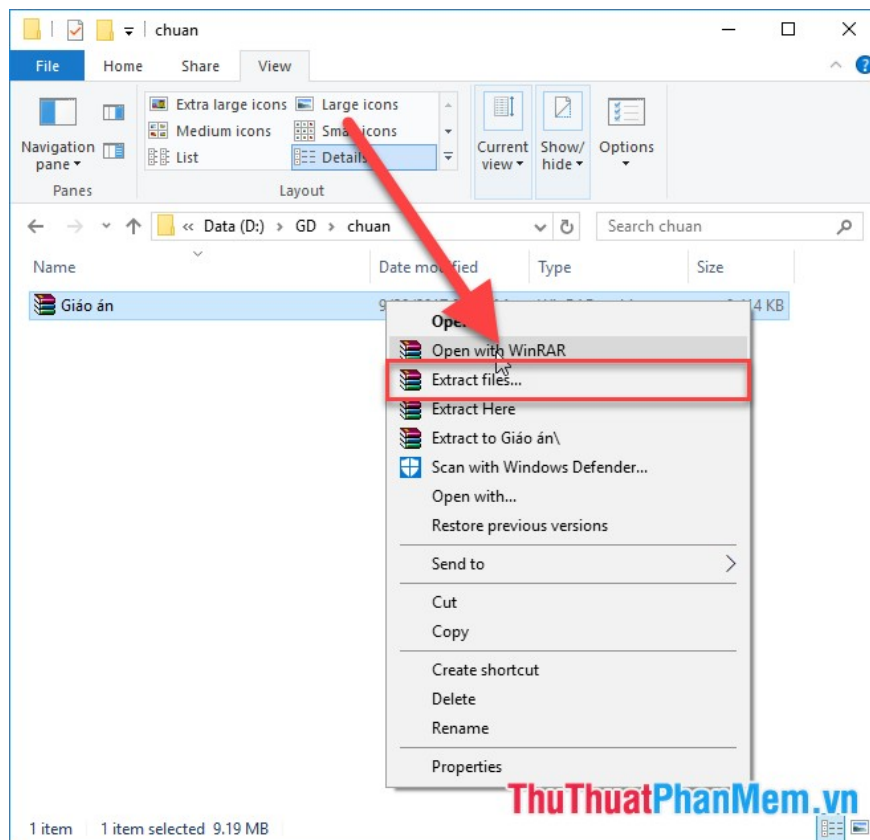 chuan
File Home Share View
Extra large icons Large icons
Medium icons Small icons
List Details
Navigation pane
Current view
Show/ hide
Options
Panes Layout
« Data (D:) › GD › chuan
Search chuan
Name Date modified Type Size
Giáo án KB
Open with WinRAR
Extract files...
Extract Here
Extract to Giáo án\
Scan with Windows Defender...
Open with...
Restore previous versions
Send to
Cut
Copy
Create shortcut
Delete
Rename
Properties
ThuThuatPhanMem.vn
1 item 1 item selected 9.19 MB